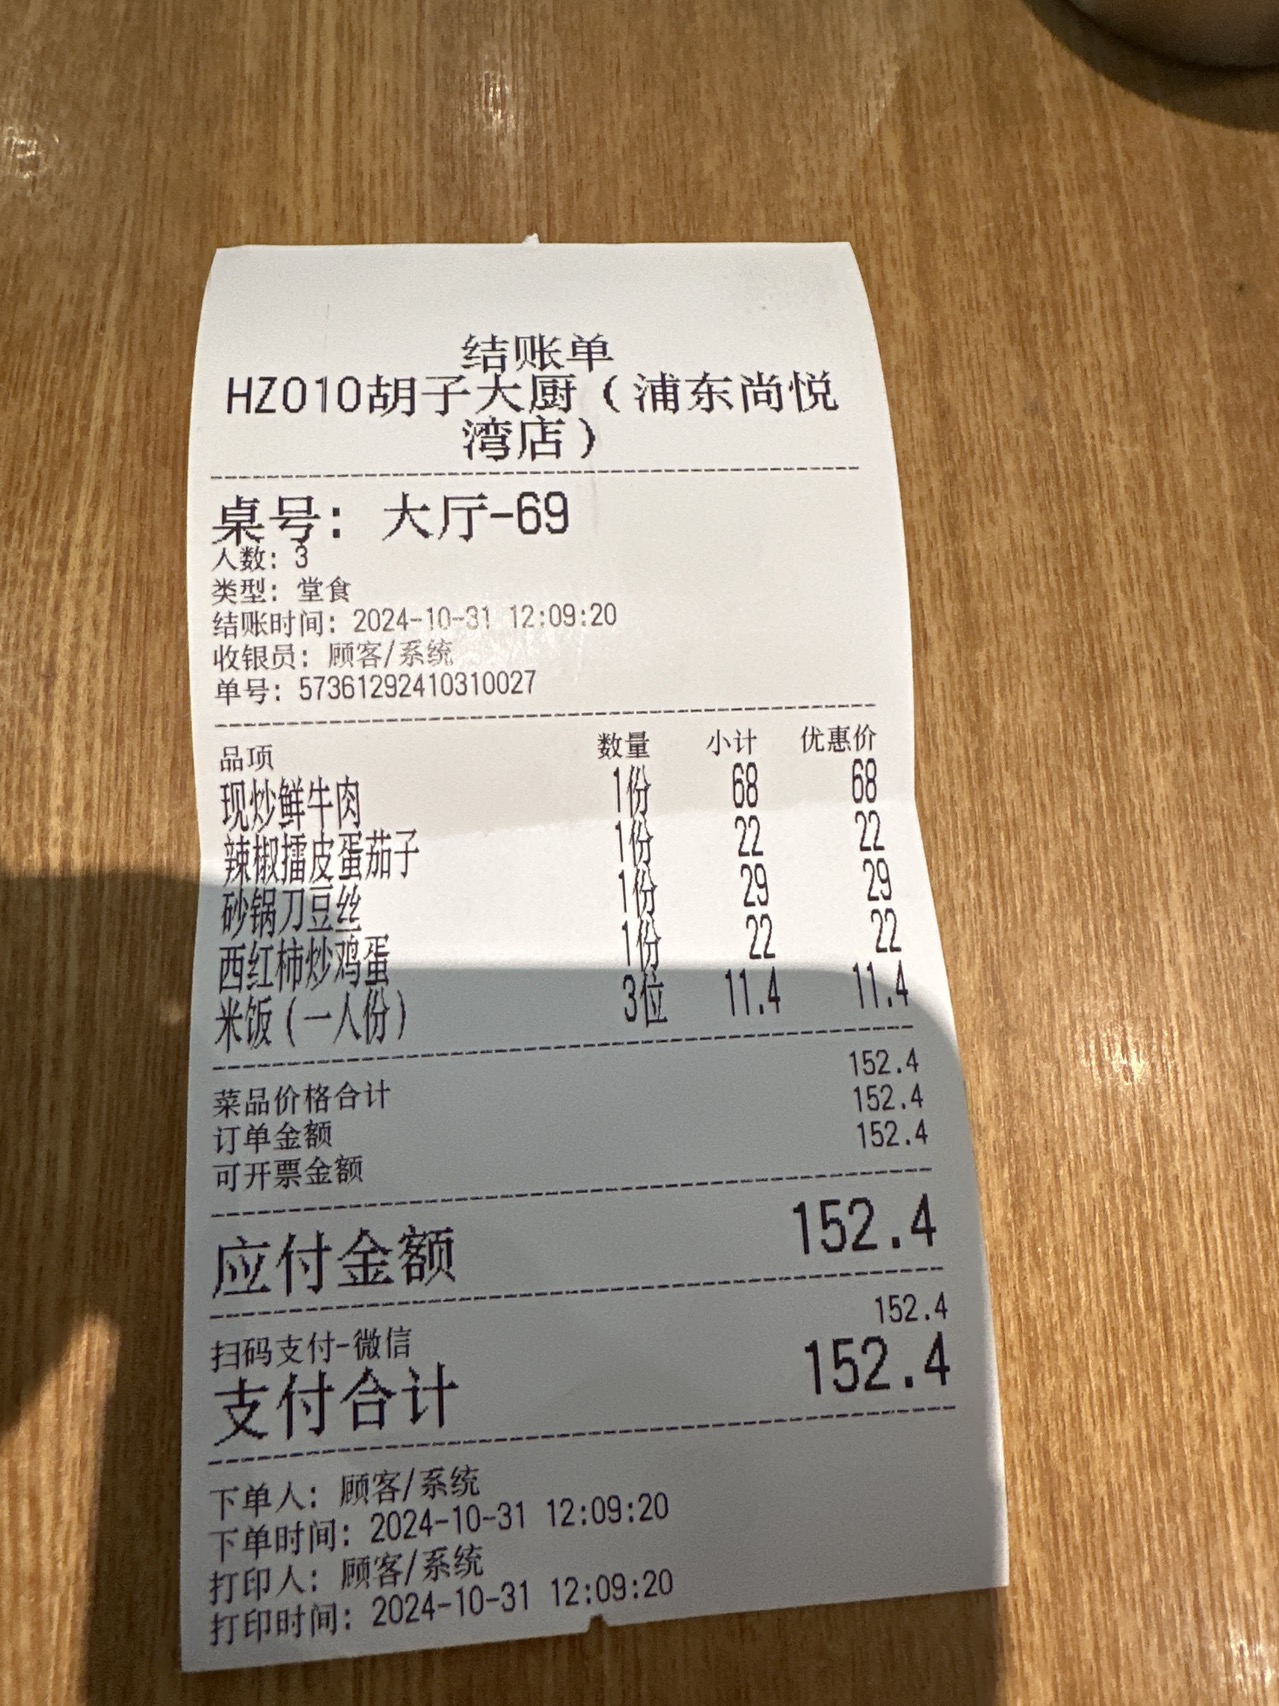 结账单
HZ010胡子大厨（浦东尚悦
湾店）
桌号：大厅-69
人数：3
类型：堂食
结账时间：2024-10-31 12:09:20
收银员：顾客/系统
单号：57361292410310027
品项 数量 小计 优惠价
现炒鲜牛肉 1份 68 68
辣椒擂皮蛋茄子 1份 22 22
砂锅刀豆丝 1份 29 29
西红柿炒鸡蛋 1份 22 22
米饭（一人份） 3位 11.4 11.4
菜品价格合计 152.4
订单金额 152.4
可开票金额 152.4
应付金额 152.4
扫码支付-微信 152.4
支付合计 152.4
下单人：顾客/系统
下单时间：2024-10-31 12:09:20
打印人：顾客/系统
打印时间：2024-10-31 12:09:20